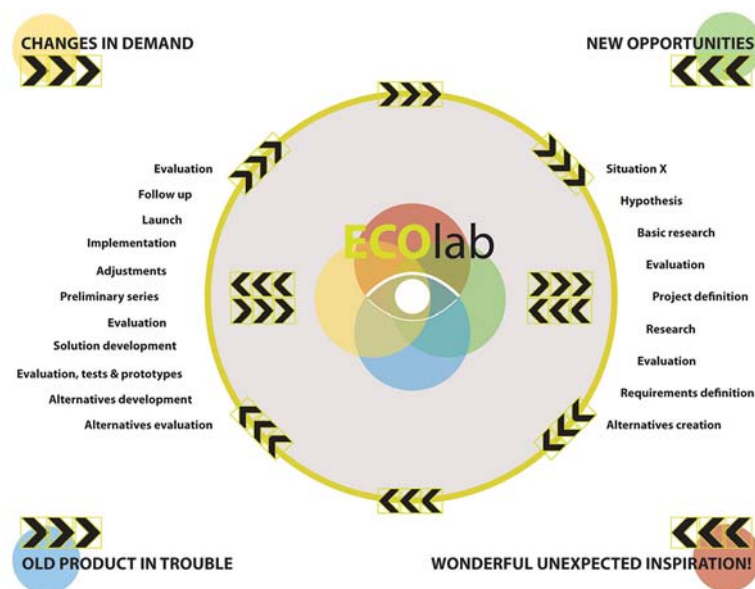 CHANGES IN DEMAND
NEW OPPORTUNITIES
Evaluation
Follow up
Launch
Implementation
Adjustments
Preliminary series
Evaluation
Solution development
Evaluation, tests & prototypes
Alternatives development
Alternatives evaluation
ECOlab
Situation X
Hypothesis
Basic research
Evaluation
Project definition
Research
Evaluation
Requirements definition
Alternatives creation
OLD PRODUCT IN TROUBLE
WONDERFUL UNEXPECTED INSPIRATION!